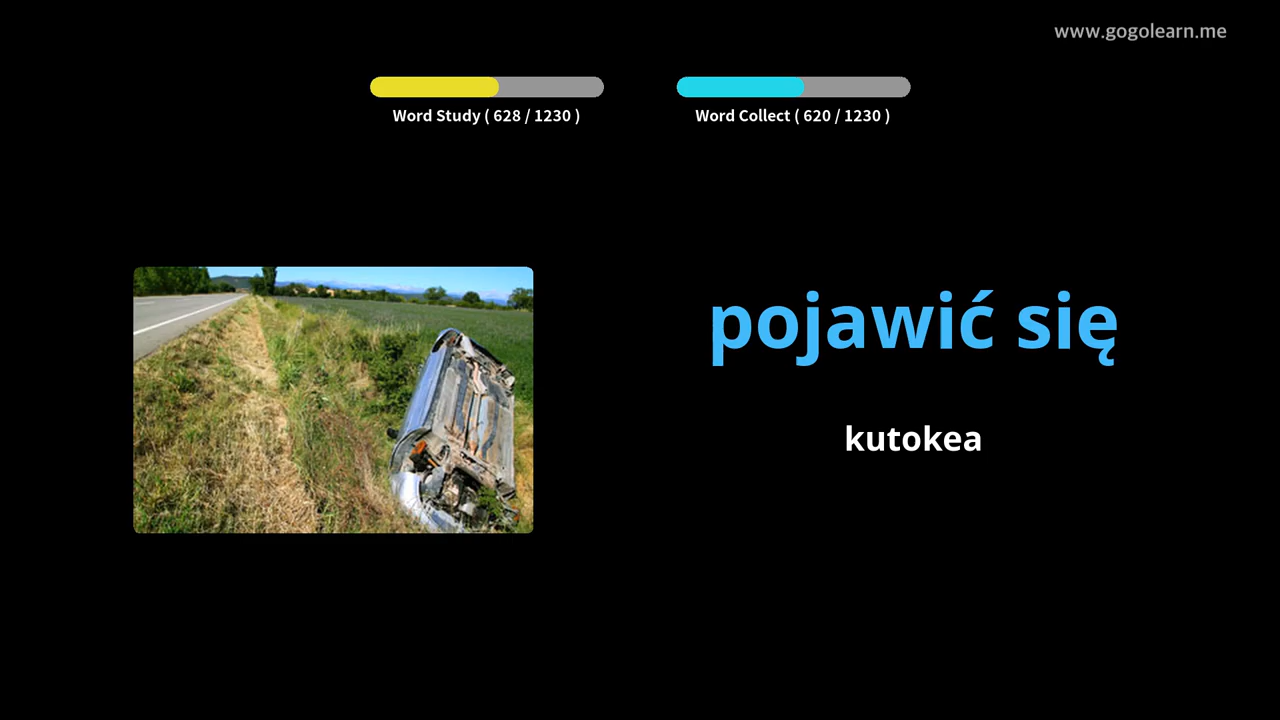 www.gogolearn.me
Word Study ( 628 / 1230 )
Word Collect ( 620 / 1230 )
pojawić się
kutokea